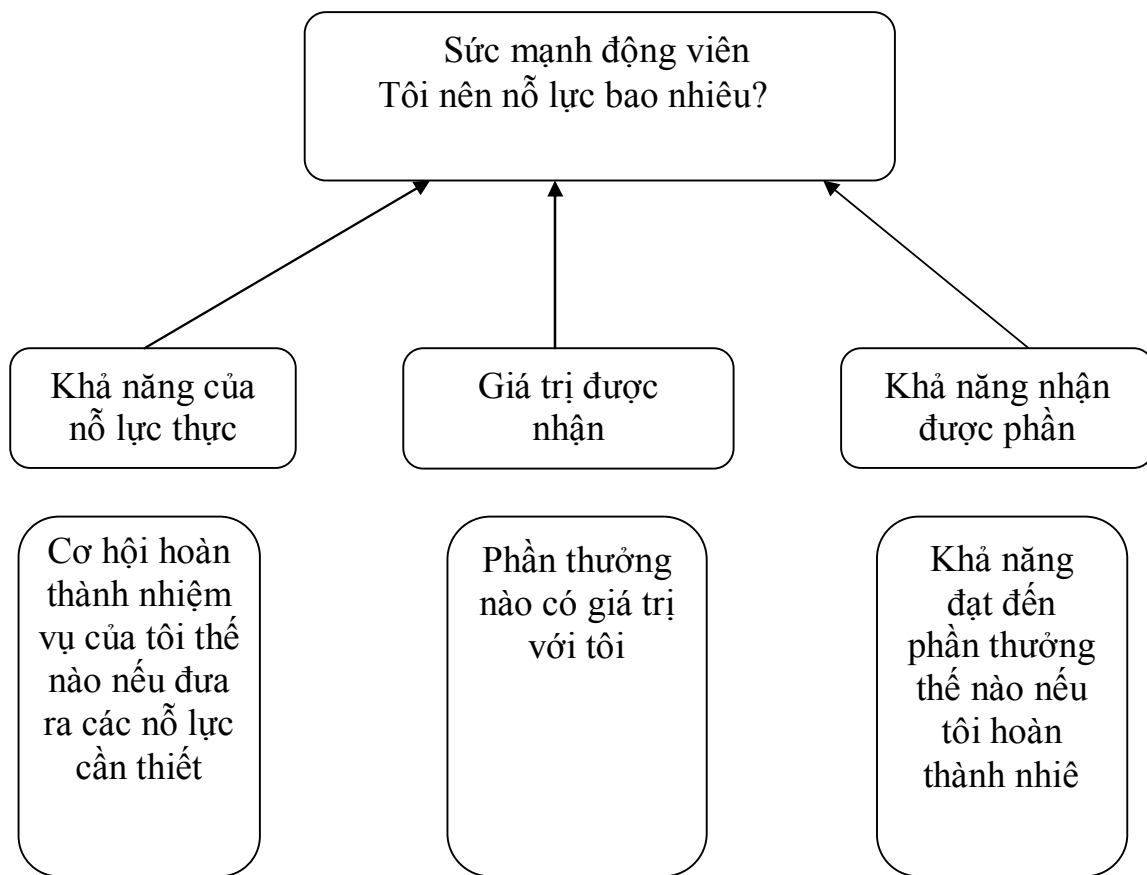 Sức mạnh động viên
Tôi nên nỗ lực bao nhiêu?
Khả năng của
nỗ lực thực
Giá trị được
nhận
Khả năng nhận
được phần
Cơ hội hoàn
thành nhiệm
vụ của tôi thế
nào nếu đưa
ra các nỗ lực
cần thiết
Phần thưởng
nào có giá trị
với tôi
Khả năng
đạt đến
phần thưởng
thế nào nếu
tôi hoàn
thành nhiê